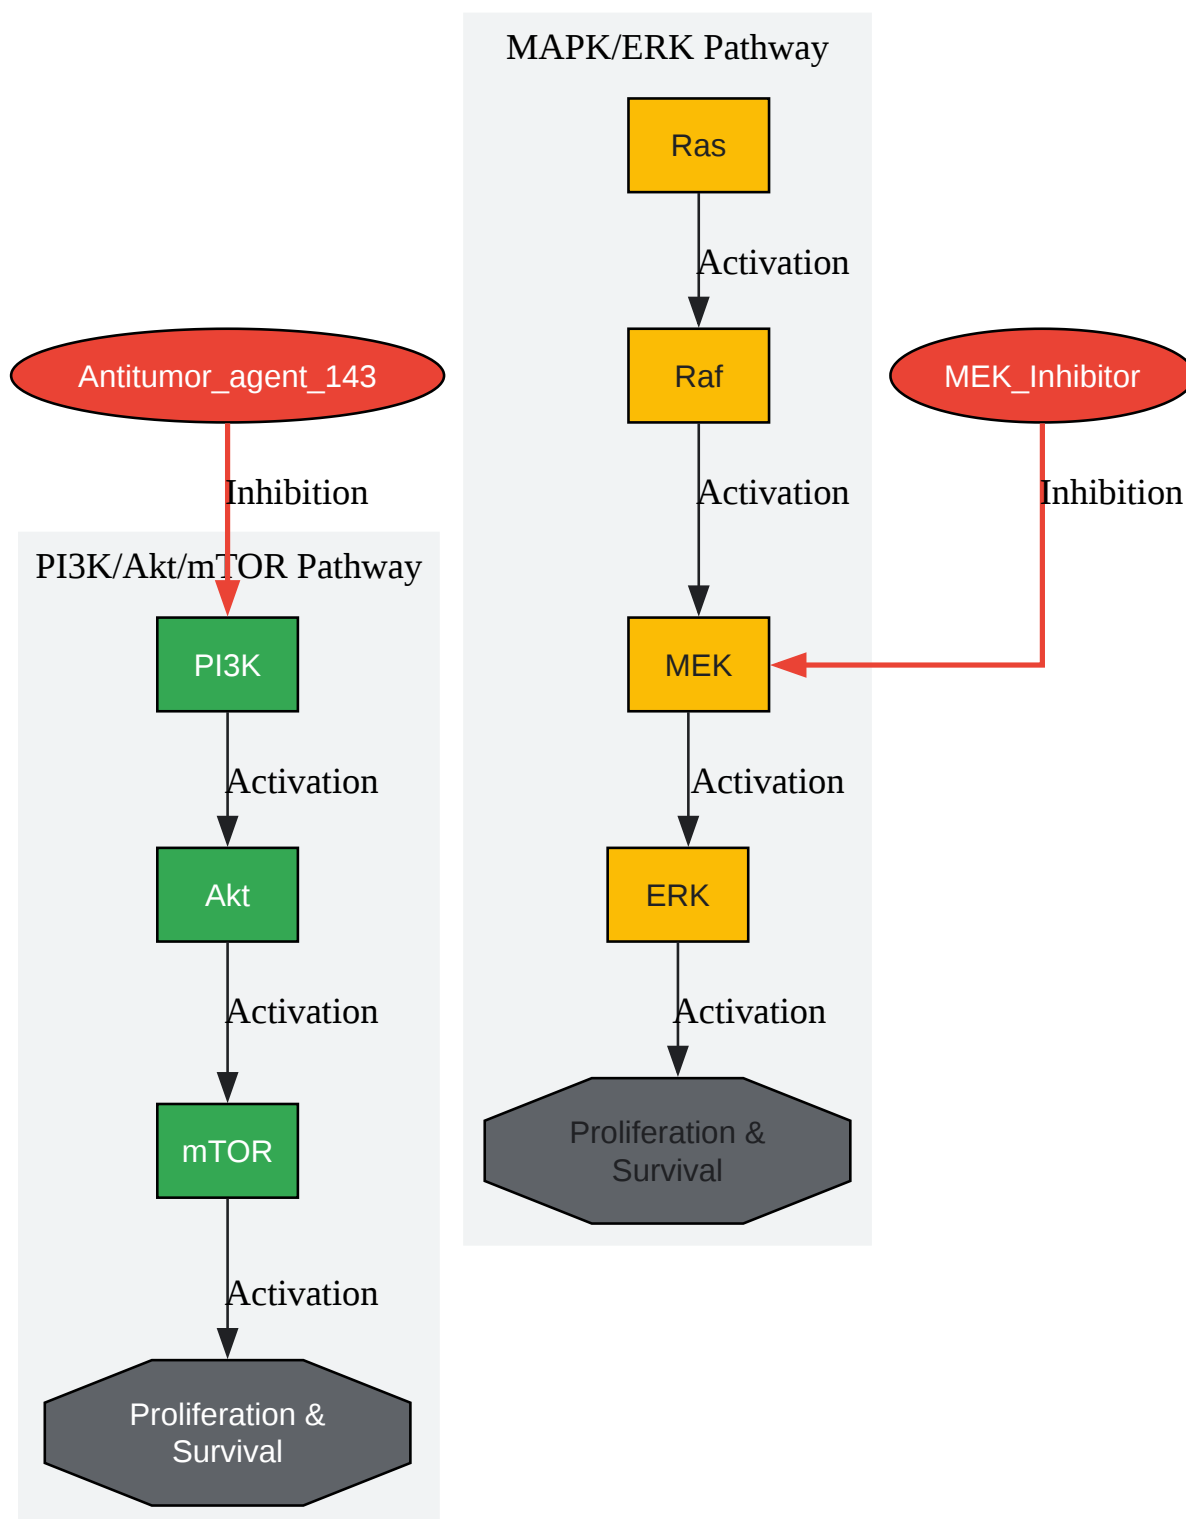 MAPK/ERK Pathway
Ras
Activation
Raf
Antitumor_agent_143
MEK_Inhibitor
Activation
Inhibition
Inhibition
PI3K/Akt/mTOR Pathway
PI3K
MEK
Activation
Activation
Akt
ERK
Activation
Activation
mTOR
Proliferation &
Survival
Activation
Proliferation &
Survival